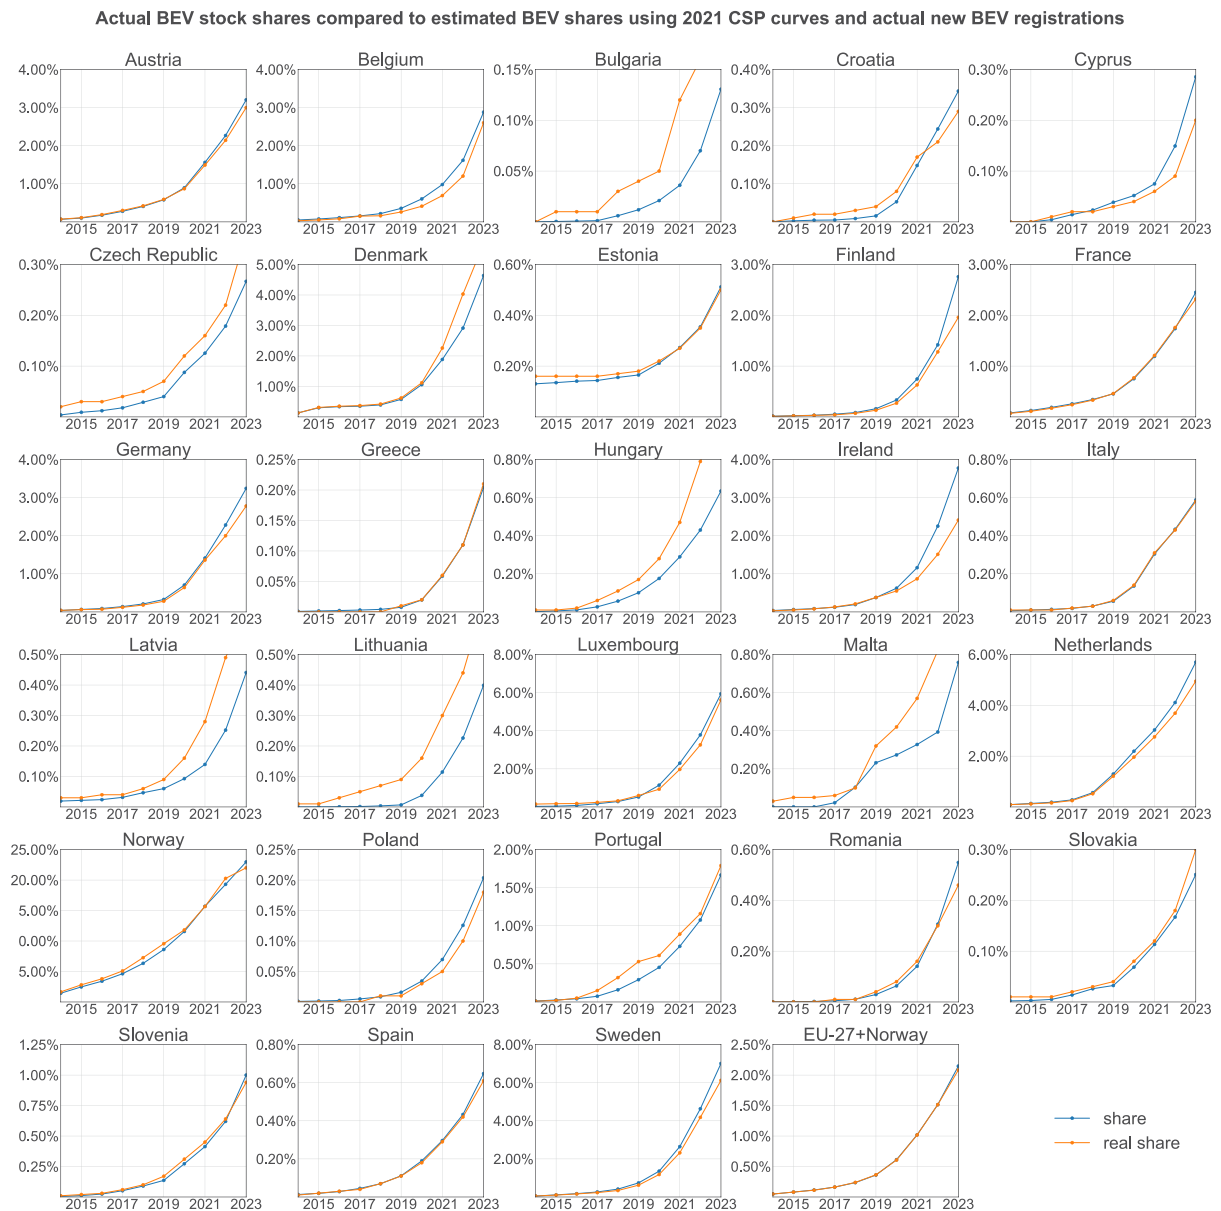 Actual BEV stock shares compared to estimated BEV shares using 2021 CSP curves and actual new BEV registrations
Austria
4.00%
3.00%
2.00%
1.00%
2015 2017 2019 2021 2023
Belgium
4.00%
3.00%
2.00%
1.00%
2015 2017 2019 2021 2023
Bulgaria
0.15%
0.10%
0.05%
2015 2017 2019 2021 2023
Croatia
0.40%
0.30%
0.20%
0.10%
2015 2017 2019 2021 2023
Cyprus
0.30%
0.20%
0.10%
2015 2017 2019 2021 2023
Czech Republic
0.30%
0.20%
0.10%
2015 2017 2019 2021 2023
Denmark
5.00%
4.00%
3.00%
2.00%
1.00%
2015 2017 2019 2021 2023
Estonia
0.60%
0.40%
0.20%
2015 2017 2019 2021 2023
Finland
3.00%
2.00%
1.00%
2015 2017 2019 2021 2023
France
3.00%
2.00%
1.00%
2015 2017 2019 2021 2023
Germany
4.00%
3.00%
2.00%
1.00%
2015 2017 2019 2021 2023
Greece
0.25%
0.20%
0.15%
0.10%
0.05%
2015 2017 2019 2021 2023
Hungary
0.80%
0.60%
0.40%
0.20%
2015 2017 2019 2021 2023
Ireland
4.00%
3.00%
2.00%
1.00%
2015 2017 2019 2021 2023
Italy
0.80%
0.60%
0.40%
0.20%
2015 2017 2019 2021 2023
Latvia
0.50%
0.40%
0.30%
0.20%
0.10%
2015 2017 2019 2021 2023
Lithuania
0.50%
0.40%
0.30%
0.20%
0.10%
2015 2017 2019 2021 2023
Luxembourg
8.00%
6.00%
4.00%
2.00%
2015 2017 2019 2021 2023
Malta
0.80%
0.60%
0.40%
0.20%
2015 2017 2019 2021 2023
Netherlands
6.00%
4.00%
2.00%
2015 2017 2019 2021 2023
Norway
25.00%
20.00%
5.00%
0.00%
5.00%
2015 2017 2019 2021 2023
Poland
0.25%
0.20%
0.15%
0.10%
0.05%
2015 2017 2019 2021 2023
Portugal
2.00%
1.50%
1.00%
0.50%
2015 2017 2019 2021 2023
Romania
0.60%
0.40%
0.20%
2015 2017 2019 2021 2023
Slovakia
0.30%
0.20%
0.10%
2015 2017 2019 2021 2023
Slovenia
1.25%
1.00%
0.75%
0.50%
0.25%
2015 2017 2019 2021 2023
Spain
0.80%
0.60%
0.40%
0.20%
2015 2017 2019 2021 2023
Sweden
8.00%
6.00%
4.00%
2.00%
2015 2017 2019 2021 2023
EU-27+Norway
2.50%
2.00%
1.50%
1.00%
0.50%
2015 2017 2019 2021 2023
share
real share